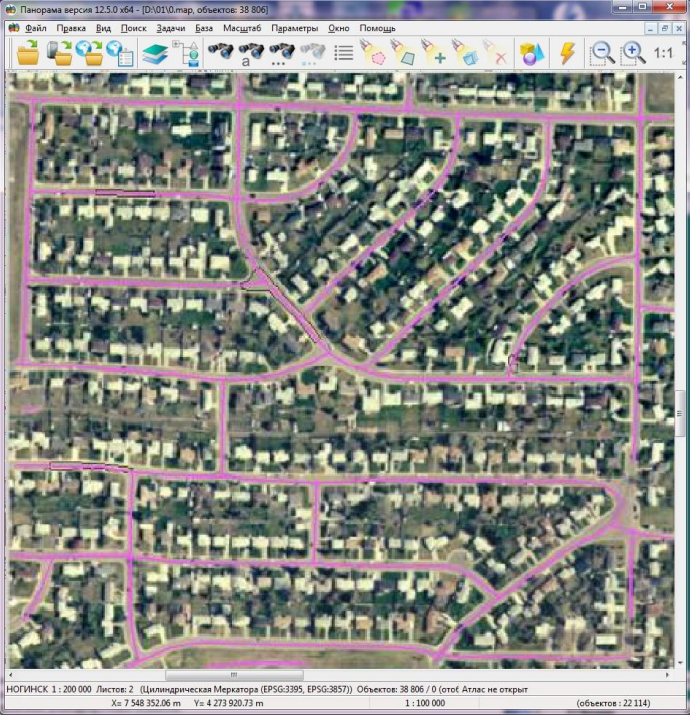 Панорама версия 12.5.0 x64 - [D:\01\0.map, объектов: 38 806]
Файл Правка Вид Поиск Задачи База Масштаб Параметры Окно Помощь
a 1:1
НОГИНСК 1 : 200 000 Листов: 2 (Цилиндрическая Меркатора (EPSG:3395, EPSG:3857)) Объектов: 38 806 / 0 (отоб Атлас не открыт
X= 7 548 352.06 m Y= 4 273 920.73 m 1 : 100 000 (объектов : 22 114)